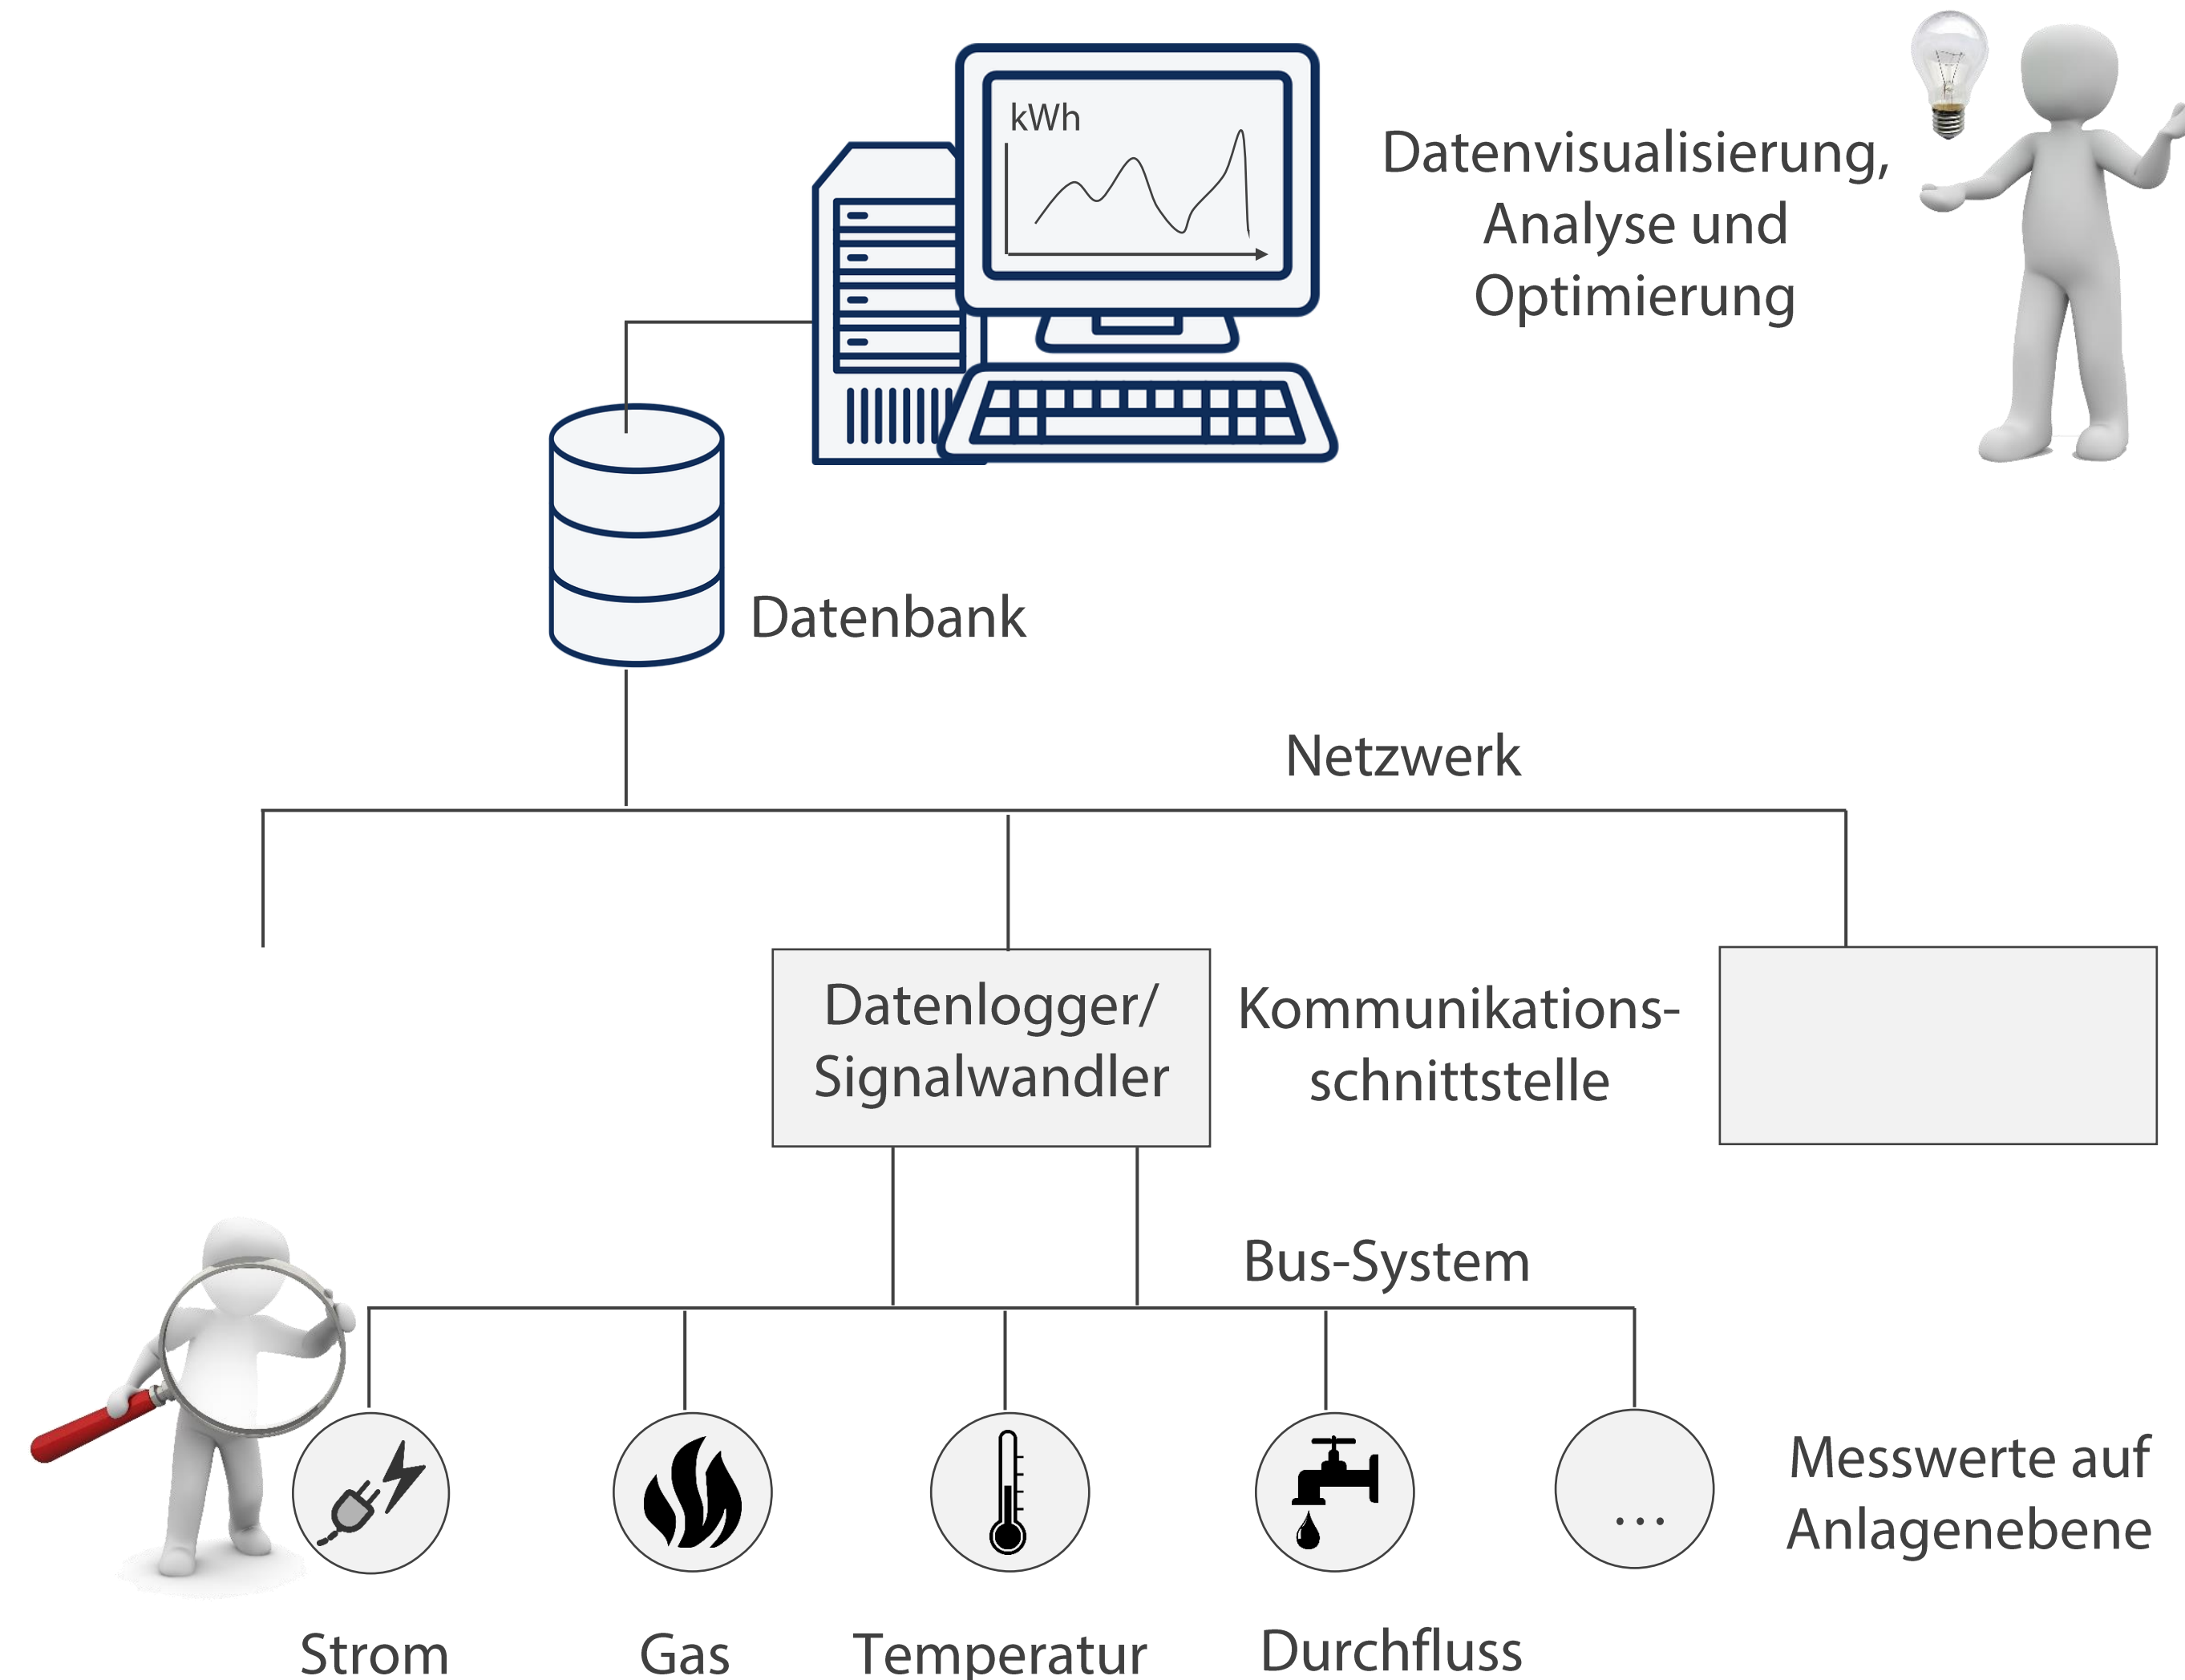 kWh
Datenvisualisierung,
Analyse und
Optimierung
Datenbank
Netzwerk
Datenlogger/
Signalwandler
Kommunikations-
schnittstelle
Bus-System
...
Messwerte auf
Anlagenebene
Strom
Gas
Temperatur
Durchfluss